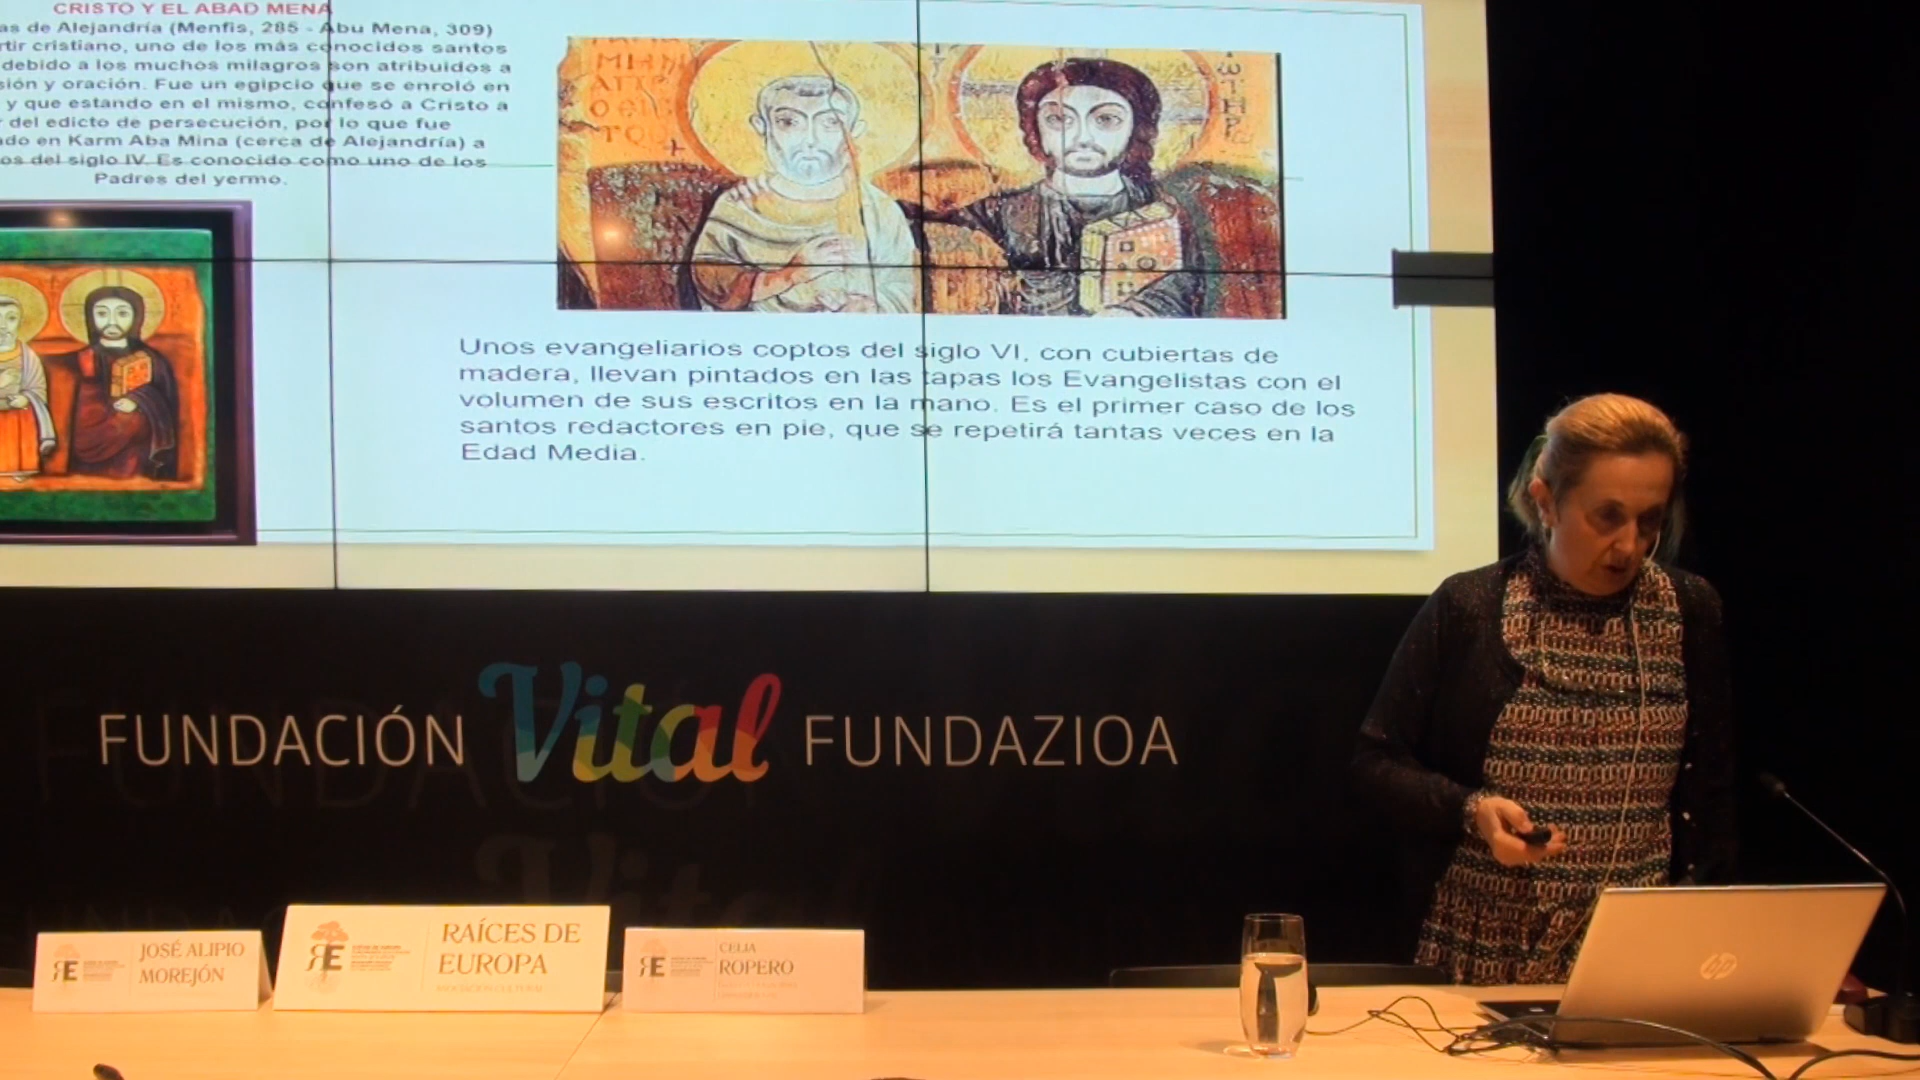 CRISTO Y EL ABAD MENA
as de Alejandría (Menfis, 285 - Abu Mena, 309)
rtir cristiano, uno de los más conocidos santos
debido a los muchos milagros son atribuidos a
sión y oración. Fue un egipcio que se enroló en
y que estando en el mismo, confesó a Cristo a
r del edicto de persecución, por lo que fue
ado en Karm Aba Mina (cerca de Alejandría) a
os del siglo IV. Es conocido como uno de los
Padres del yermo.
Unos evangeliarios coptos del siglo VI, con cubiertas de
madera, llevan pintados en las tapas los Evangelistas con el
volumen de sus escritos en la mano. Es el primer caso de los
santos redactores en pie, que se repetirá tantas veces en la
Edad Media.
FUNDACIÓN Vital FUNDAZIOA
JOSÉ ALIPIO
MOREJÓN
RAÍCES DE
EUROPA
ASOCIACIÓN CULTURAL
CELIA
ROPERO
hp